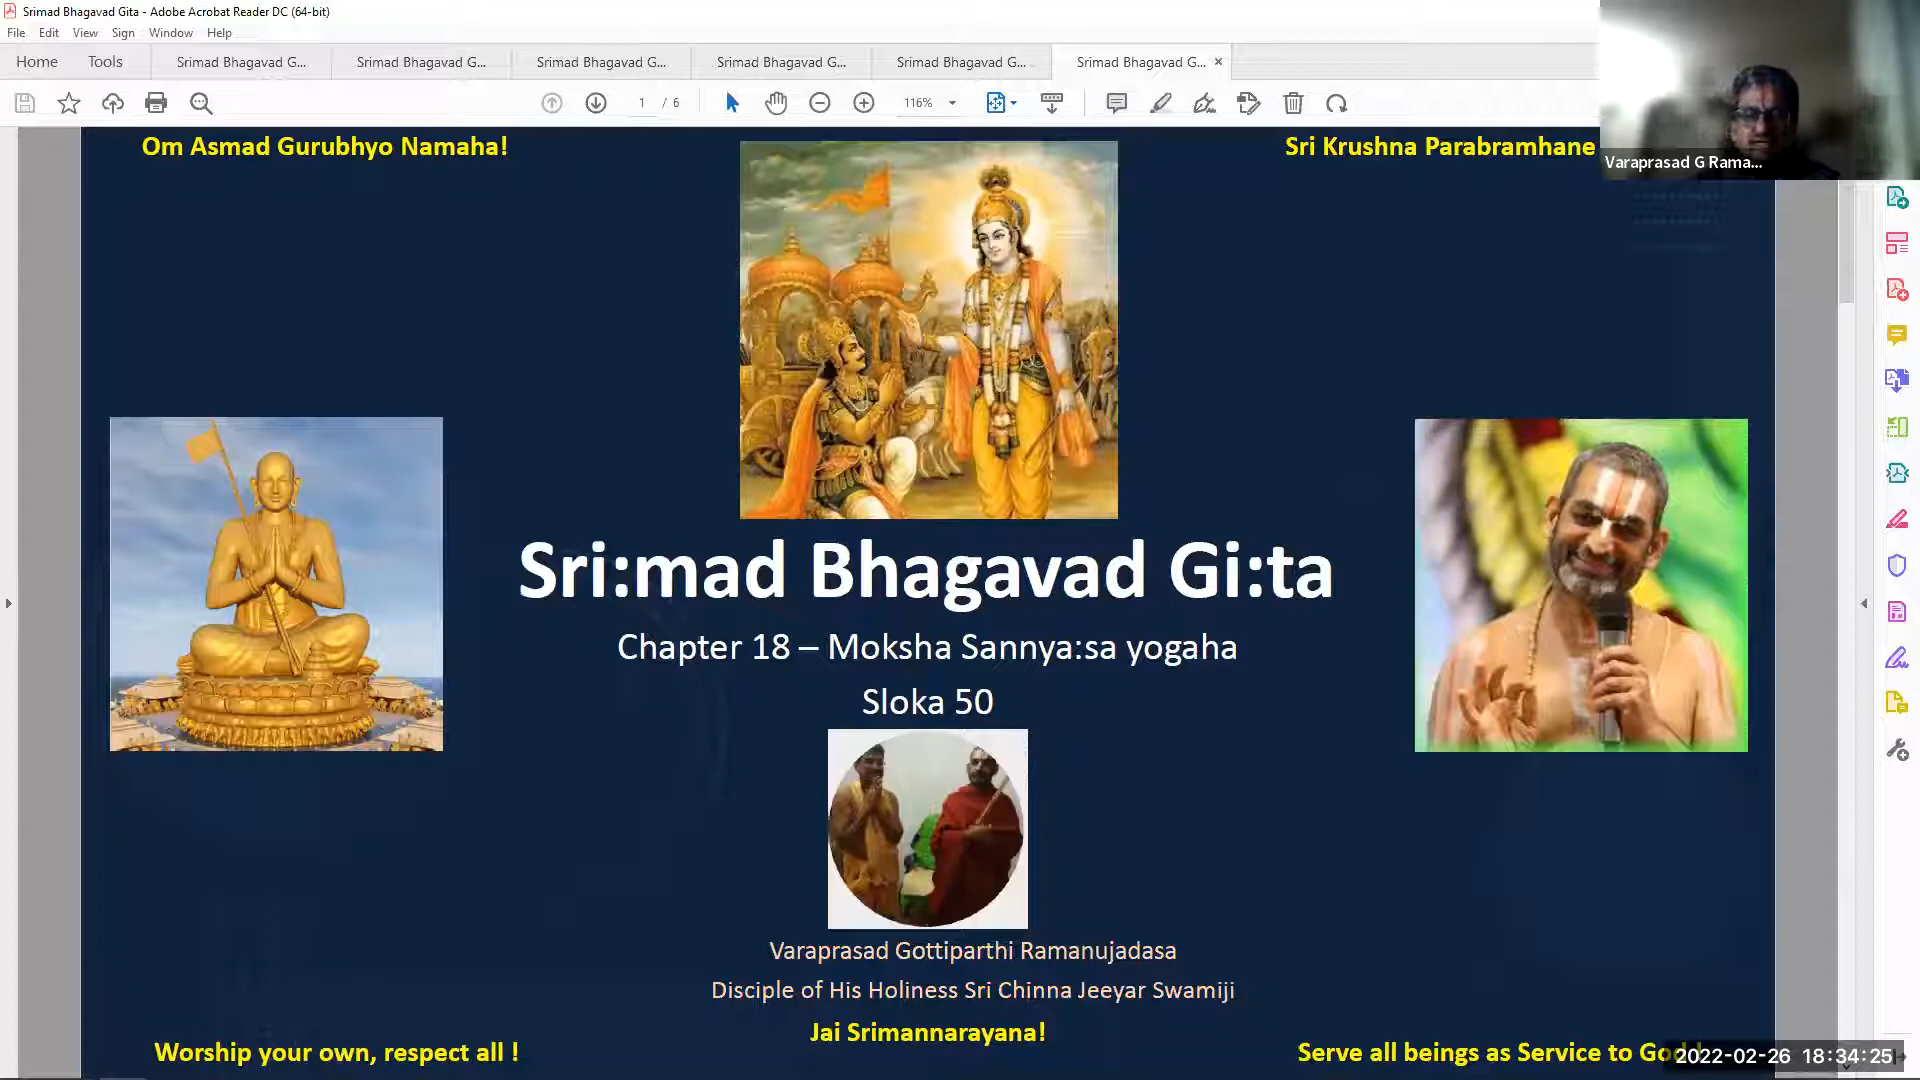 Srimad Bhagavad Gita - Adobe Acrobat Reader DC (64-bit)
File Edit View Sign Window Help
Home Tools Srimad Bhagavad G... Srimad Bhagavad G... Srimad Bhagavad G... Srimad Bhagavad G... Srimad Bhagavad G... Srimad Bhagavad G... ×
1 / 6 116%
Varaprasad G Rama...
Om Asmad Gurubhyo Namaha!
Sri Krushna Parabramhane
Sri:mad Bhagavad Gi:ta
Chapter 18 – Moksha Sannya:sa yogaha
Sloka 50
Varaprasad Gottiparthi Ramanujadasa
Disciple of His Holiness Sri Chinna Jeeyar Swamiji
Jai Srimannarayana!
Worship your own, respect all !
Serve all beings as Service to
2022-02-26 18:34:25